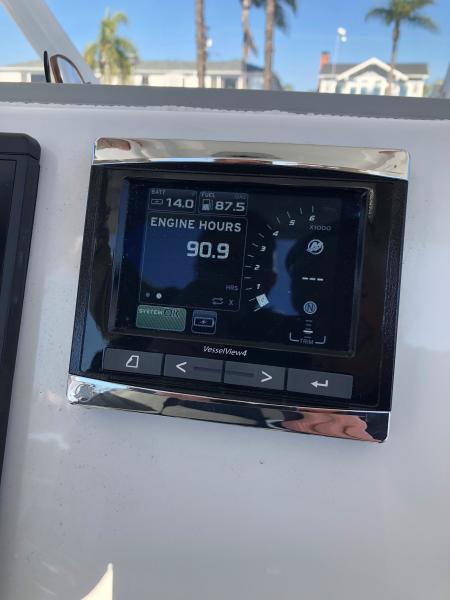 BATT
14.0
FUEL
87.5
ENGINE HOURS
90.9
HRS
X
6
5
4
3
2
1
X1000
---
N
TRIM
SYSTEM OK
VesselView4